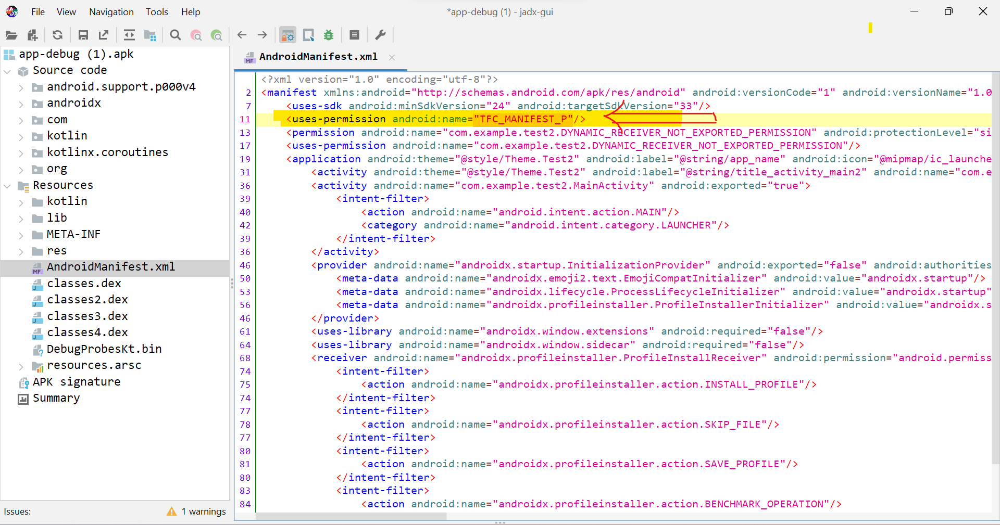 File View Navigation Tools Help
*app-debug (1) - jadx-gui
app-debug (1).apk
Source code
android.support.p000v4
androidx
com
kotlin
kotlinx.coroutines
org
Resources
kotlin
lib
META-INF
res
AndroidManifest.xml
classes.dex
classes2.dex
classes3.dex
classes4.dex
DebugProbesKt.bin
resources.arsc
APK signature
Summary
Issues: 1 warnings
AndroidManifest.xml
<?xml version="1.0" encoding="utf-8"?>
2 <manifest xmlns:android="http://schemas.android.com/apk/res/android" android:versionCode="1" android:versionName="1.0
7 <uses-sdk android:minSdkVersion="24" android:targetSdkVersion="33"/>
11 <uses-permission android:name="TFC_MANIFEST_P"/>
13 <permission android:name="com.example.test2.DYNAMIC_RECEIVER_NOT_EXPORTED_PERMISSION" android:protectionLevel="si
17 <uses-permission android:name="com.example.test2.DYNAMIC_RECEIVER_NOT_EXPORTED_PERMISSION"/>
19 <application android:theme="@style/Theme.Test2" android:label="@string/app_name" android:icon="@mipmap/ic_launche
31 <activity android:theme="@style/Theme.Test2" android:label="@string/title_activity_main2" android:name="com.e
36 <activity android:name="com.example.test2.MainActivity" android:exported="true">
39 <intent-filter>
40 <action android:name="android.intent.action.MAIN"/>
42 <category android:name="android.intent.category.LAUNCHER"/>
39 </intent-filter>
36 </activity>
46 <provider android:name="androidx.startup.InitializationProvider" android:exported="false" android:authorities
50 <meta-data android:name="androidx.emoji2.text.EmojiCompatInitializer" android:value="androidx.startup"/>
53 <meta-data android:name="androidx.lifecycle.ProcessLifecycleInitializer" android:value="androidx.startup"
56 <meta-data android:name="androidx.profileinstaller.ProfileInstallerInitializer" android:value="androidx.s
46 </provider>
61 <uses-library android:name="androidx.window.extensions" android:required="false"/>
64 <uses-library android:name="androidx.window.sidecar" android:required="false"/>
68 <receiver android:name="androidx.profileinstaller.ProfileInstallReceiver" android:permission="android.permiss
74 <intent-filter>
75 <action android:name="androidx.profileinstaller.action.INSTALL_PROFILE"/>
74 </intent-filter>
77 <intent-filter>
78 <action android:name="androidx.profileinstaller.action.SKIP_FILE"/>
77 </intent-filter>
80 <intent-filter>
81 <action android:name="androidx.profileinstaller.action.SAVE_PROFILE"/>
80 </intent-filter>
83 <intent-filter>
84 <action android:name="androidx.profileinstaller.action.BENCHMARK_OPERATION"/>